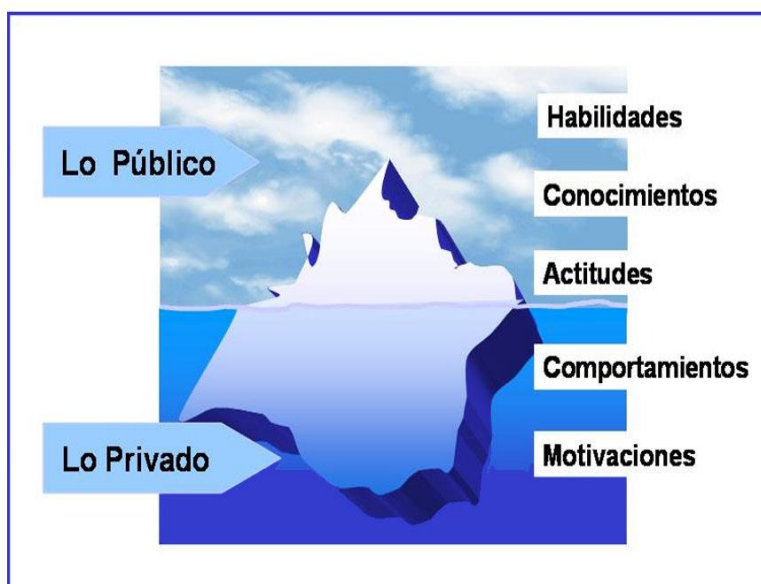 Habilidades
Lo Público
Conocimientos
Actitudes
Comportamientos
Lo Privado
Motivaciones